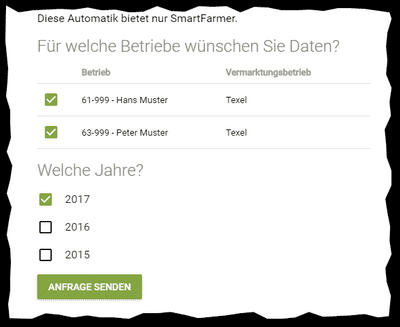 Diese Automatik bietet nur SmartFarmer.
Für welche Betriebe wünschen Sie Daten?
Betrieb Vermarktungsbetrieb
61-999 - Hans Muster Texel
63-999 - Peter Muster Texel
Welche Jahre?
2017
2016
2015
ANFRAGE SENDEN